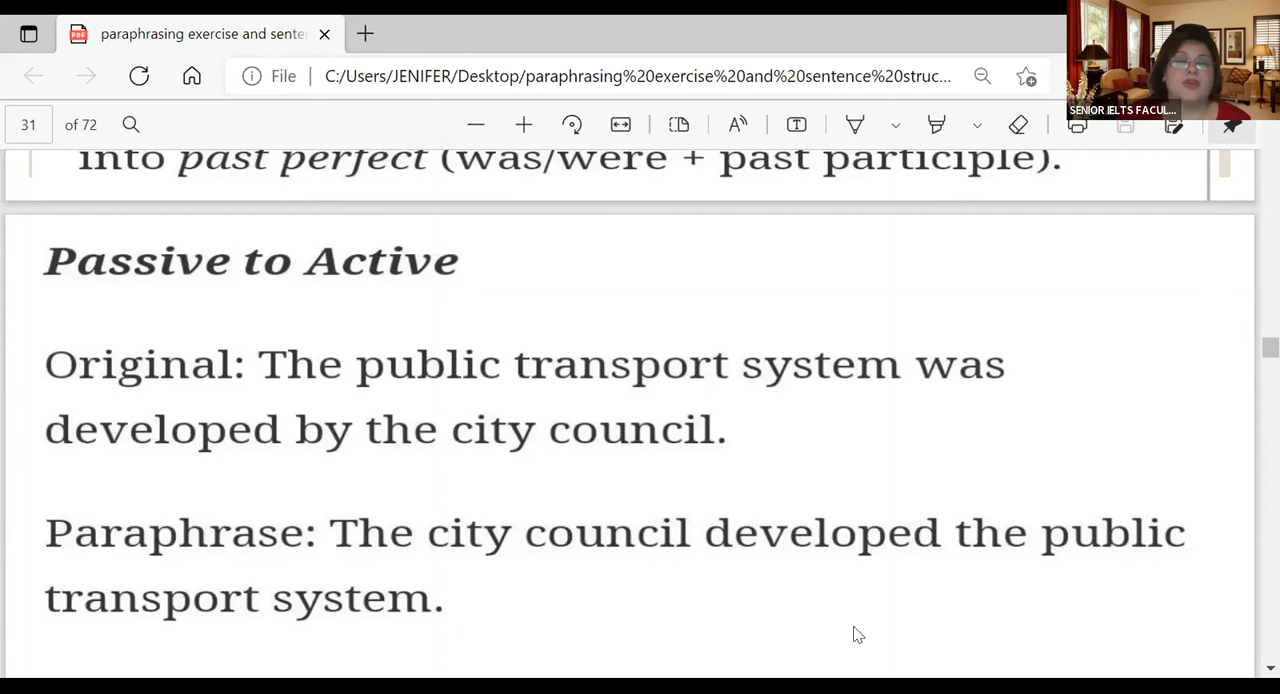 paraphrasing exercise and sente
File
C:/Users/JENIFER/Desktop/paraphrasing%20exercise%20and%20sentence%20struc...
SENIOR IELTS FACUL...
31 of 72
into past perfect (was/were + past participle).
Passive to Active
Original: The public transport system was
developed by the city council.
Paraphrase: The city council developed the public
transport system.